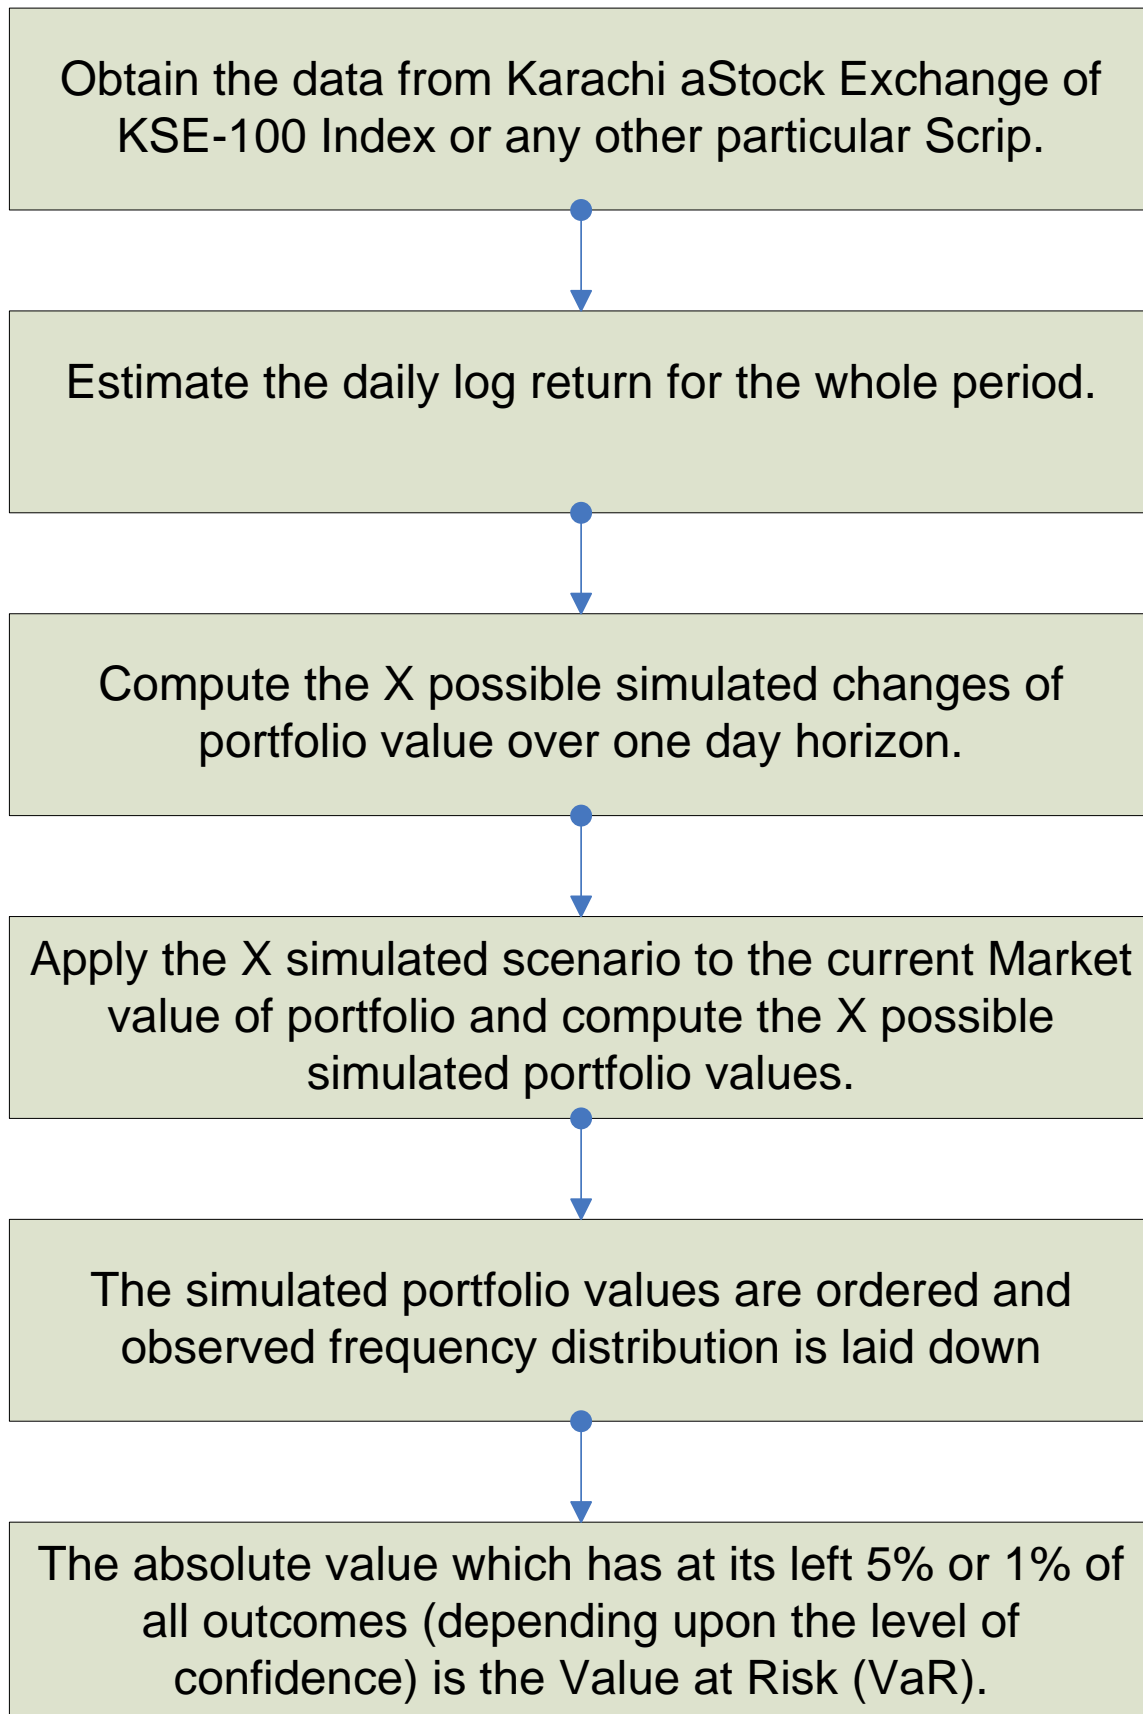 Obtain the data from Karachi aStock Exchange of
KSE-100 Index or any other particular Scrip.
Estimate the daily log return for the whole period.
Compute the X possible simulated changes of
portfolio value over one day horizon.
Apply the X simulated scenario to the current Market
value of portfolio and compute the X possible
simulated portfolio values.
The simulated portfolio values are ordered and
observed frequency distribution is laid down
The absolute value which has at its left 5% or 1% of
all outcomes (depending upon the level of
confidence) is the Value at Risk (VaR).